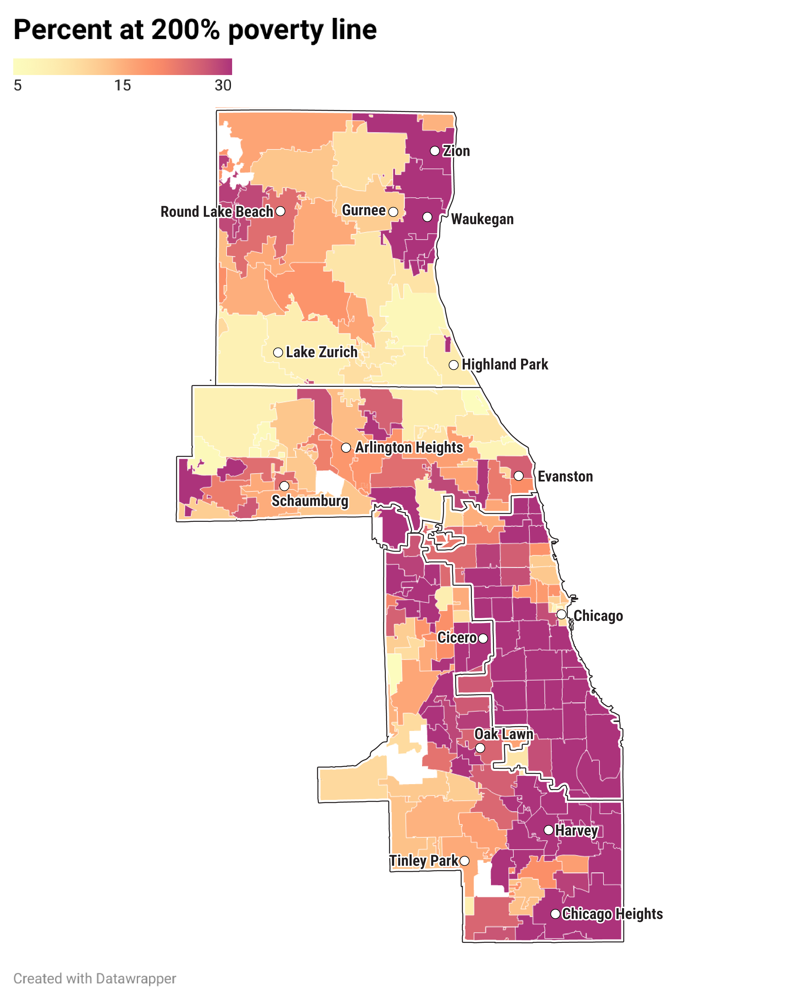 Percent at 200% poverty line
5 15 30
Zion
Round Lake Beach
Gurnee
Waukegan
Lake Zurich
Highland Park
Arlington Heights
Evanston
Schaumburg
Chicago
Cicero
Oak Lawn
Harvey
Tinley Park
Chicago Heights
Created with Datawrapper